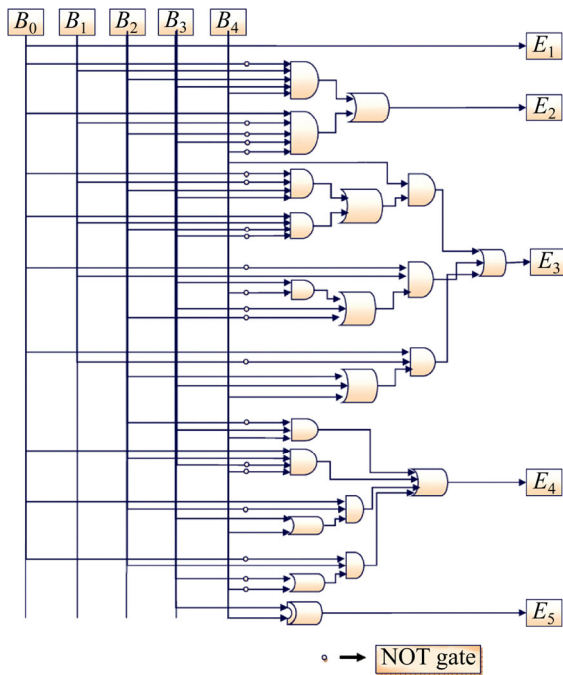 B₀ B₁ B₂ B₃ B₄
E₁
E₂
E₃
E₄
E₅
NOT gate